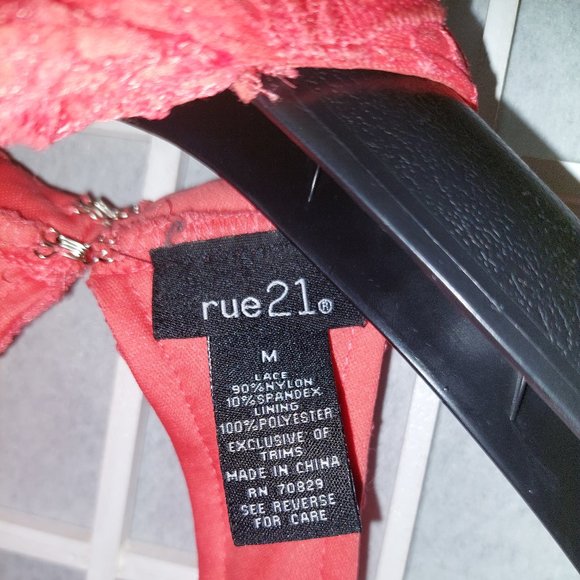 rue21®
M
LACE
90%NYLON
10%SPANDEX
LINING
100%POLYESTER
EXCLUSIVE OF
TRIMS
MADE IN CHINA
RN 70829
SEE REVERSE
FOR CARE